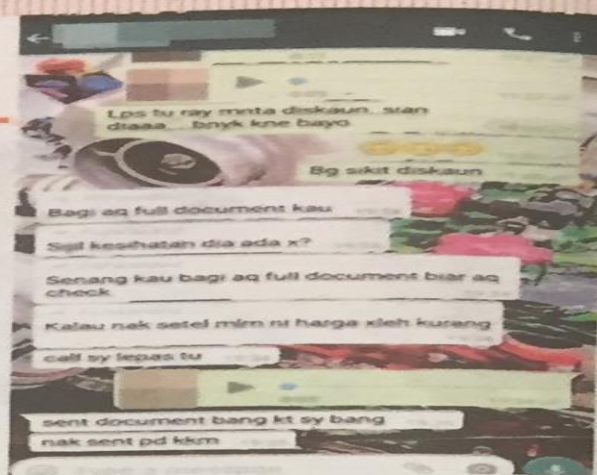 Lps tu ray mnta diskaun. sian
diaaa.. bnyk kne bayo
Bg sikit diskaun
Bagi aq full document kau
Sijil kesihatan dia ada x?
Senang kau bagi aq full document biar aq
check
Kalau nak setel mlm ni harga xleh kurang
call sy lepas tu
sent document bang kt sy bang
nak sent pd kkm